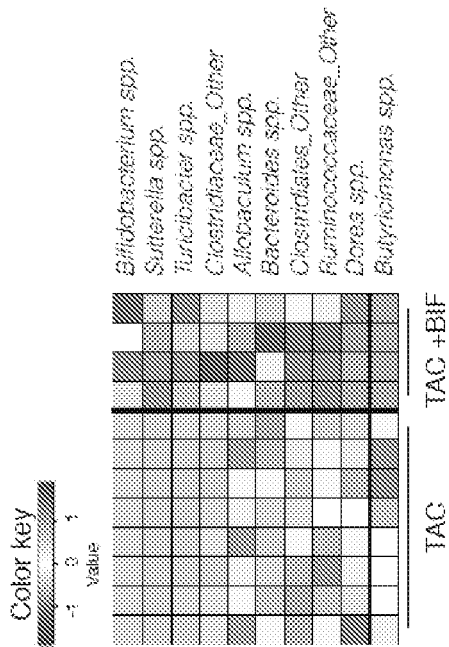 Color key
-1 0 1
Value
Bifidobacterium spp.
Sutterella spp.
Turicibacter spp.
Clostridiaceae_Other
Allobaculum spp.
Bacteroides spp.
Clostridiales_Other
Ruminococcaceae_Other
Dorea spp.
Butyricimonas spp.
TAC
TAC +BIF